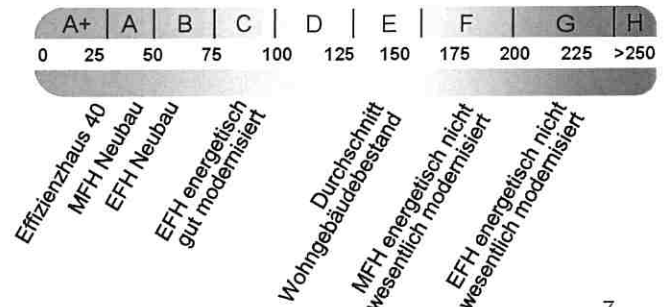 A+ A B C D E F G H
0 25 50 75 100 125 150 175 200 225 >250
Effizienzhaus 40
MFH Neubau
EFH Neubau
EFH energetisch
gut modernisiert
Durchschnitt
Wohngebäudebestand
MFH energetisch nicht
wesentlich modernisiert
EFH energetisch nicht
wesentlich modernisiert
7